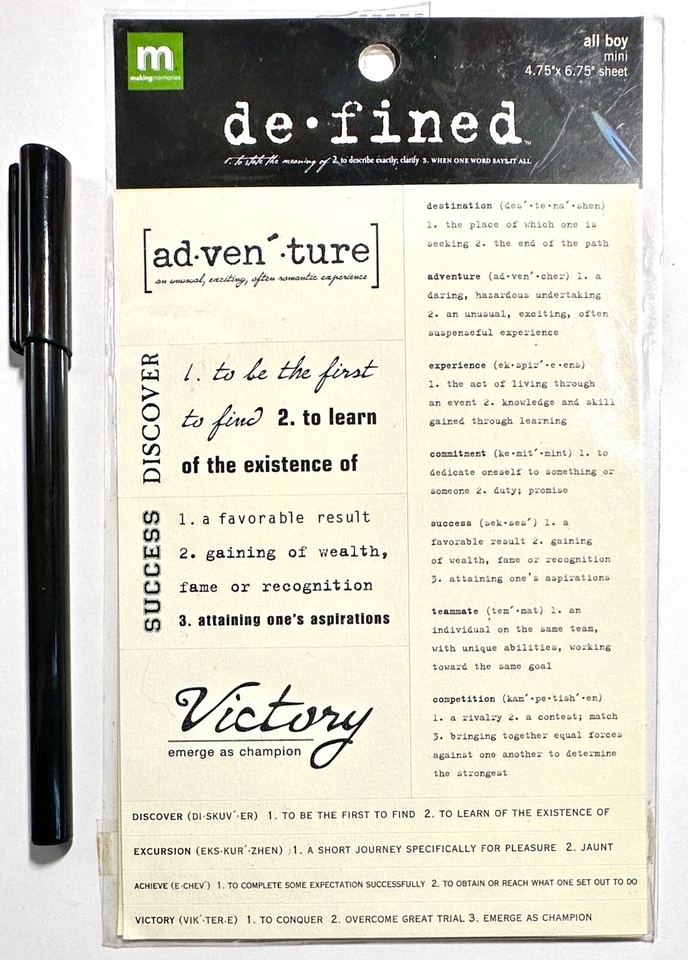 m
makingmemories
all boy
mini
4.75"x 6.75" sheet
de•fined™
1. to state the meaning of 2. to describe exactly; clarify 3. WHEN ONE WORD SAYS IT ALL
[ad·ven´·ture]
an unusual, exciting, often romantic experience
DISCOVER
1. to be the first
to find 2. to learn
of the existence of
SUCCESS
1. a favorable result
2. gaining of wealth,
fame or recognition
3. attaining one's aspirations
Victory
emerge as champion
destination (des´·te·na´·shen)
1. the place of which one is
seeking 2. the end of the path
adventure (ad·ven´·cher) 1. a
daring, hazardous undertaking
2. an unusual, exciting, often
suspenseful experience
experience (ek·spir´·e·ens)
1. the act of living through
an event 2. knowledge and skill
gained through learning
commitment (ke·mit´·mint) 1. to
dedicate oneself to something or
someone 2. duty; promise
success (sek·ses´) 1. a
favorable result 2. gaining
of wealth, fame or recognition
3. attaining one's aspirations
teammate (tem´·mat) 1. an
individual on the same team,
with unique abilities, working
toward the same goal
competition (kam´·pe·tish´·en)
1. a rivalry 2. a contest; match
3. bringing together equal forces
against one another to determine
the strongest
DISCOVER (DI·SKUV´·ER) 1. TO BE THE FIRST TO FIND 2. TO LEARN OF THE EXISTENCE OF
EXCURSION (EKS·KUR´·ZHEN) 1. A SHORT JOURNEY SPECIFICALLY FOR PLEASURE 2. JAUNT
ACHIEVE (E·CHEV´) 1. TO COMPLETE SOME EXPECTATION SUCCESSFULLY 2. TO OBTAIN OR REACH WHAT ONE SET OUT TO DO
VICTORY (VIK´·TER·E) 1. TO CONQUER 2. OVERCOME GREAT TRIAL 3. EMERGE AS CHAMPION